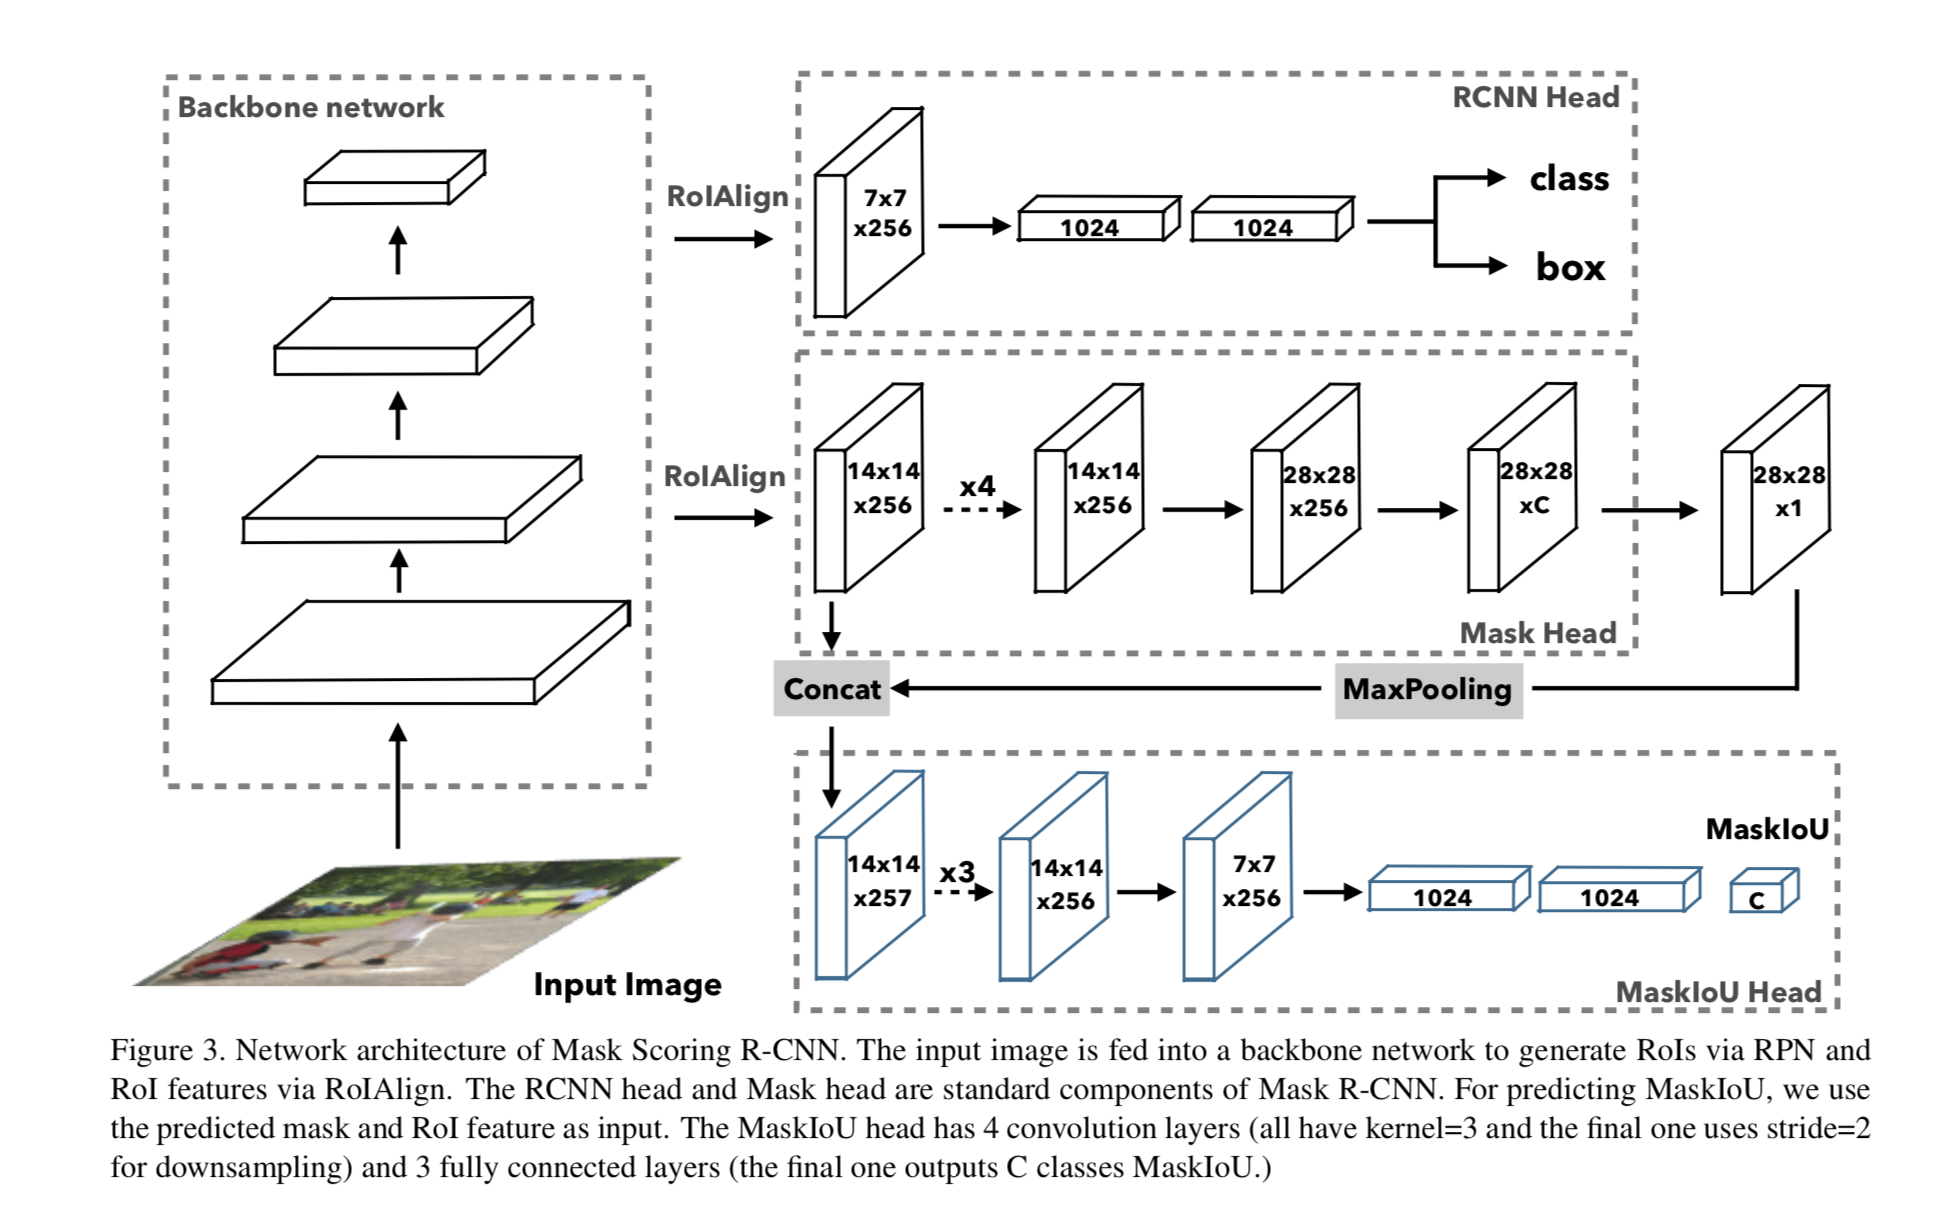 Backbone network
RoIAlign
RCNN Head
7x7
x256
1024
1024
class
box
RoIAlign
14x14
x256
x4
14x14
x256
28x28
x256
28x28
xC
28x28
x1
Mask Head
Concat
MaxPooling
14x14
x257
x3
14x14
x256
7x7
x256
1024
1024
MaskIoU
C
MaskIoU Head
Input Image
Figure 3. Network architecture of Mask Scoring R-CNN. The input image is fed into a backbone network to generate RoIs via RPN and
RoI features via RoIAlign. The RCNN head and Mask head are standard components of Mask R-CNN. For predicting MaskIoU, we use
the predicted mask and RoI feature as input. The MaskIoU head has 4 convolution layers (all have kernel=3 and the final one uses stride=2
for downsampling) and 3 fully connected layers (the final one outputs C classes MaskIoU.)